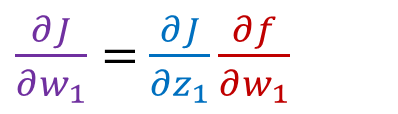 ∂J/∂w₁ = ∂J/∂z₁ ∂f/∂w₁